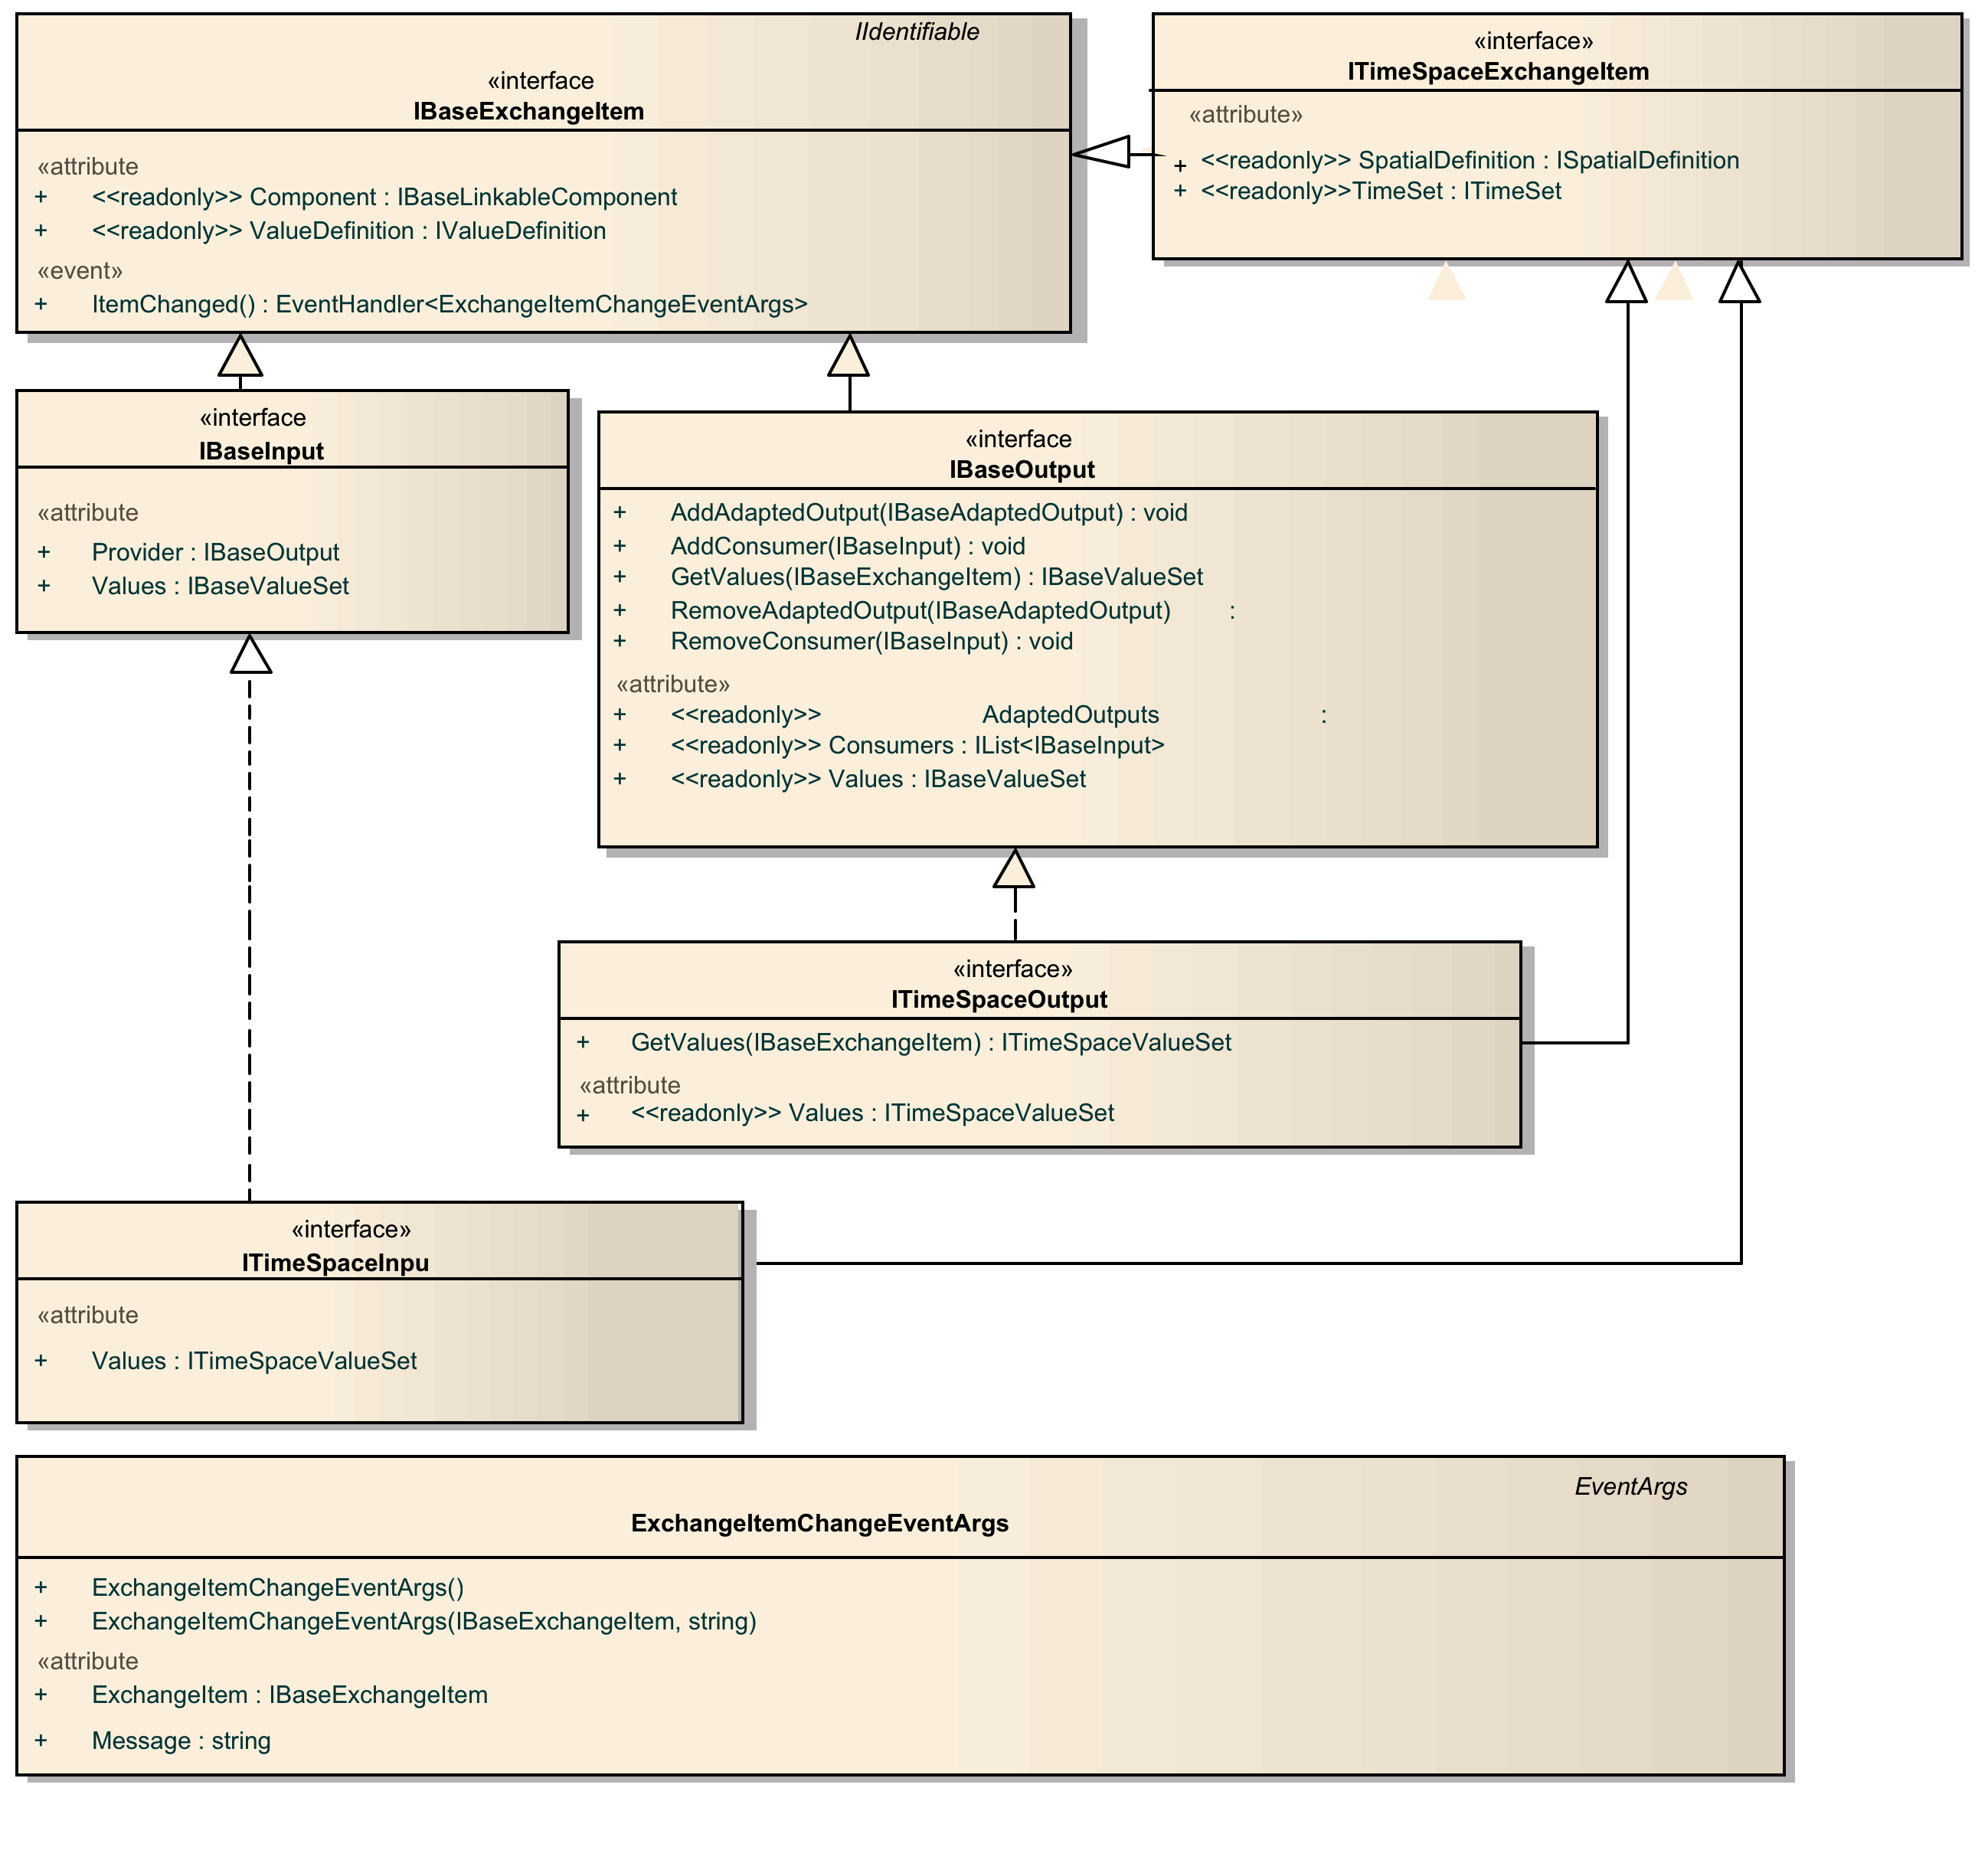 IIdentifiable
«interface
IBaseExchangeItem
«attribute
+ <<readonly>> Component : IBaseLinkableComponent
+ <<readonly>> ValueDefinition : IValueDefinition
«event»
+ ItemChanged() : EventHandler<ExchangeItemChangeEventArgs>
«interface»
ITimeSpaceExchangeItem
«attribute»
+ <<readonly>> SpatialDefinition : ISpatialDefinition
+ <<readonly>>TimeSet : ITimeSet
«interface
IBaseInput
«attribute
+ Provider : IBaseOutput
+ Values : IBaseValueSet
«interface
IBaseOutput
+ AddAdaptedOutput(IBaseAdaptedOutput) : void
+ AddConsumer(IBaseInput) : void
+ GetValues(IBaseExchangeItem) : IBaseValueSet
+ RemoveAdaptedOutput(IBaseAdaptedOutput) :
+ RemoveConsumer(IBaseInput) : void
«attribute»
+ <<readonly>> AdaptedOutputs :
+ <<readonly>> Consumers : IList<IBaseInput>
+ <<readonly>> Values : IBaseValueSet
«interface»
ITimeSpaceOutput
+ GetValues(IBaseExchangeItem) : ITimeSpaceValueSet
«attribute
+ <<readonly>> Values : ITimeSpaceValueSet
«interface»
ITimeSpaceInpu
«attribute
+ Values : ITimeSpaceValueSet
EventArgs
ExchangeItemChangeEventArgs
+ ExchangeItemChangeEventArgs()
+ ExchangeItemChangeEventArgs(IBaseExchangeItem, string)
«attribute
+ ExchangeItem : IBaseExchangeItem
+ Message : string